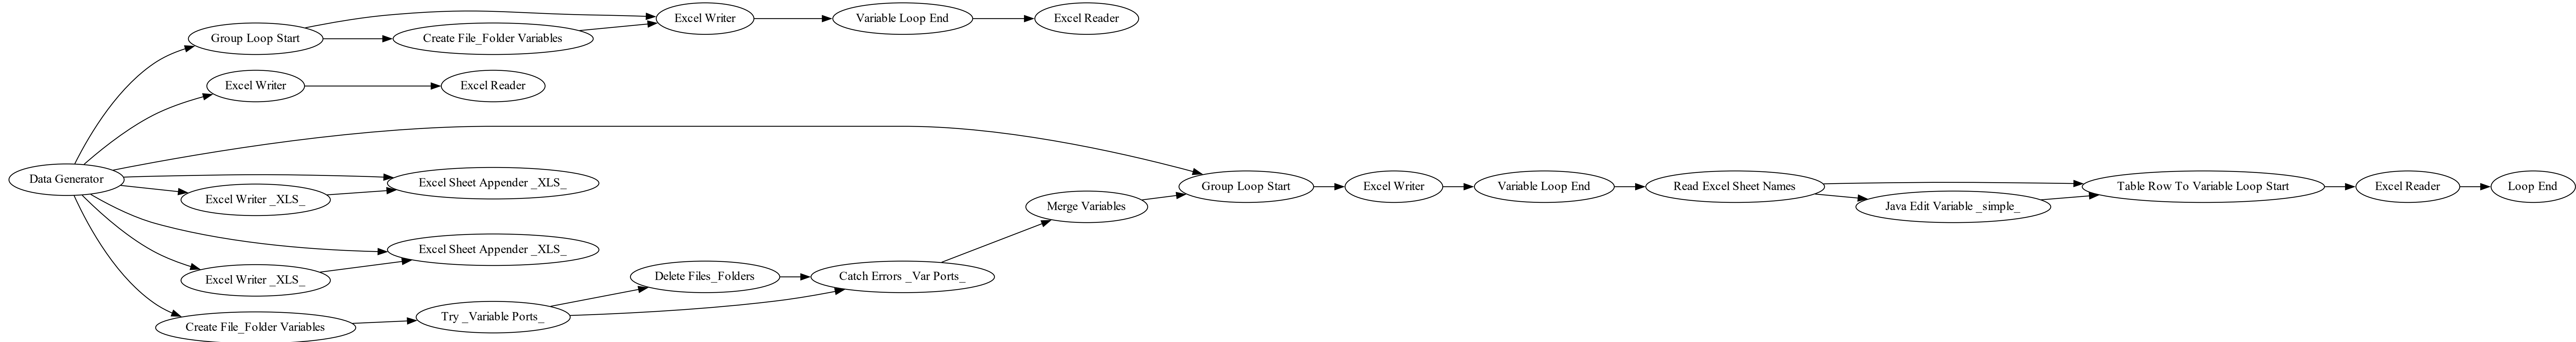 Excel Writer
Variable Loop End
Excel Reader
Group Loop Start
Create File_Folder Variables
Excel Writer
Excel Reader
Data Generator
Excel Sheet Appender _XLS_
Excel Writer _XLS_
Excel Sheet Appender _XLS_
Excel Writer _XLS_
Create File_Folder Variables
Try _Variable Ports_
Delete Files_Folders
Catch Errors _Var Ports_
Merge Variables
Group Loop Start
Excel Writer
Variable Loop End
Read Excel Sheet Names
Java Edit Variable _simple_
Table Row To Variable Loop Start
Excel Reader
Loop End